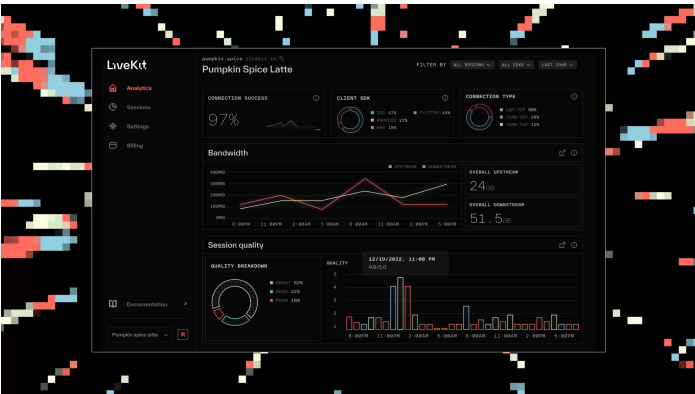 LiveKit
Analytics
Sessions
Settings
Billing
Documentation
Pumpkin spice latte
pumpkin-spice.livekit.io
Pumpkin Spice Latte
FILTER BY
ALL REGIONS
ALL SDKS
LAST 24HR
CONNECTION SUCCESS
97%
CLIENT SDK
IOS 47%
ANDROID 21%
WEB 18%
FLUTTER 14%
CONNECTION TYPE
UDP/TCP
TURN UDP
TURN TCP 12%
Bandwidth
UPSTREAM
DOWNSTREAM
400MB
300MB
200MB
100MB
0MB
8:00PM 11:00PM 2:00AM 5:00AM 8:00AM 11:00AM 2:00PM 5:00PM
OVERALL UPSTREAM
24GB
OVERALL DOWNSTREAM
51.5GB
Session quality
QUALITY BREAKDOWN
GREAT 62%
GOOD 22%
POOR 16%
QUALITY
12/19/2022, 11:00 PM
4.9/5.0
5
4
3
2
1
8:00PM 11:00PM 2:00AM 5:00AM 8:00AM 11:00AM 2:00PM 5:00PM